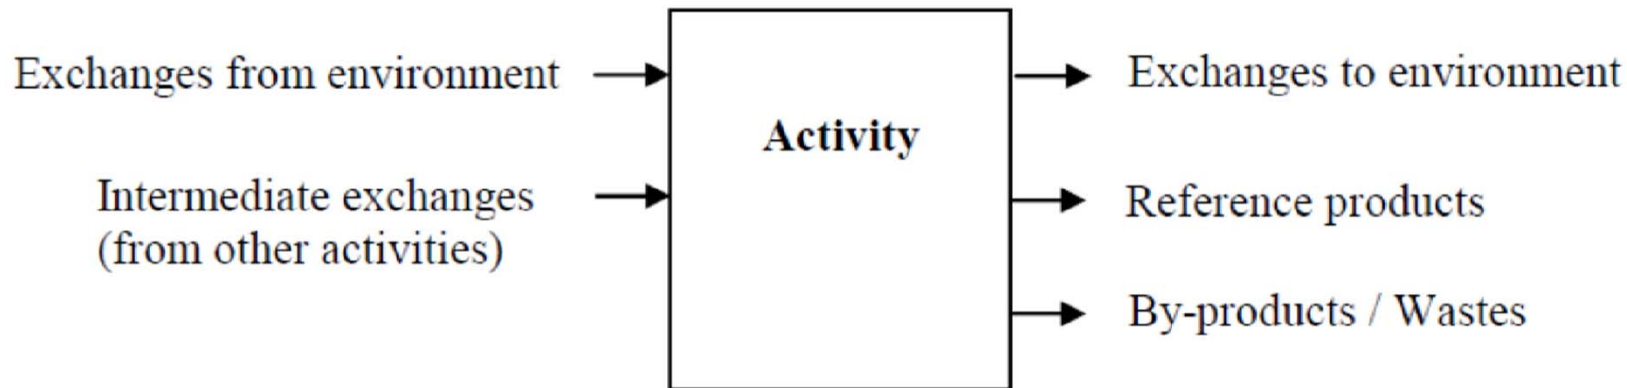 Exchanges from environment
Exchanges to environment
Activity
Intermediate exchanges
(from other activities)
Reference products
By-products / Wastes